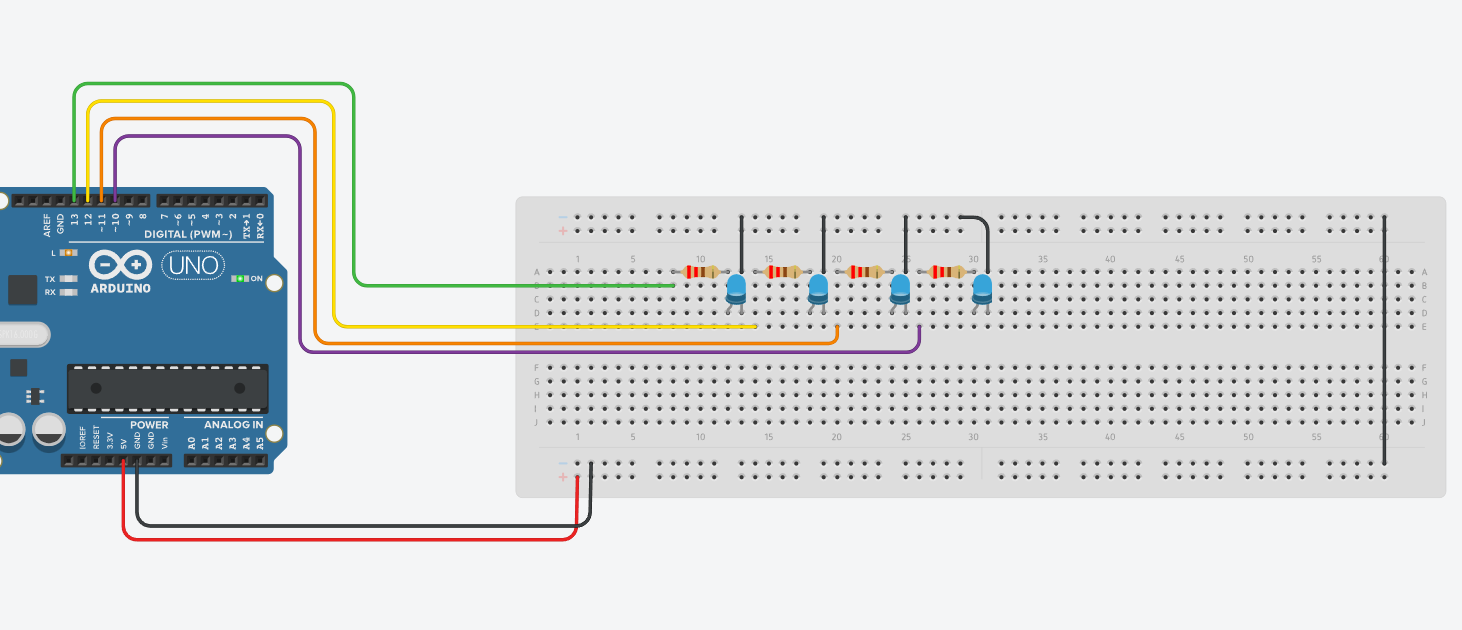 AREF
GND
13
12
~11
~10
~9
8
7
~6
~5
4
~3
2
TX→1
RX←0
DIGITAL (PWM~)
L
TX
RX
UNO
ON
ARDUINO
POWER
ANALOG IN
IOREF
RESET
3.3V
5V
GND
GND
Vin
A0
A1
A2
A3
A4
A5
− 
+
1 5 10 15 20 25 30 35 40 45 50 55 60
A A
B B
C C
D D
E E
F F
G G
H H
I I
J J
1 5 10 15 20 25 30 35 40 45 50 55 60
−
+